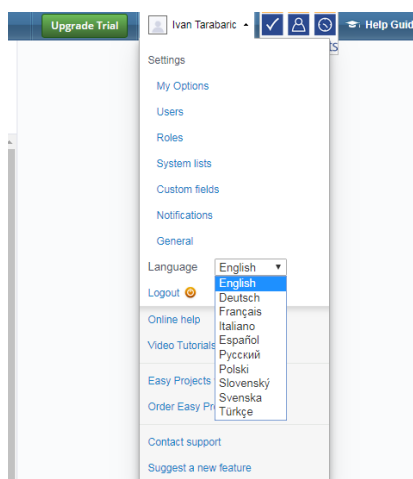 Upgrade Trial Ivan Tarabaric Help Guid
Settings
My Options
Users
Roles
System lists
Custom fields
Notifications
General
Language English
English
Logout
Deutsch
Français
Online help
Italiano
Español
Video Tutorials
Русский
Polski
Easy Projects
Slovenský
Svenska
Order Easy Pr
Türkçe
Contact support
Suggest a new feature